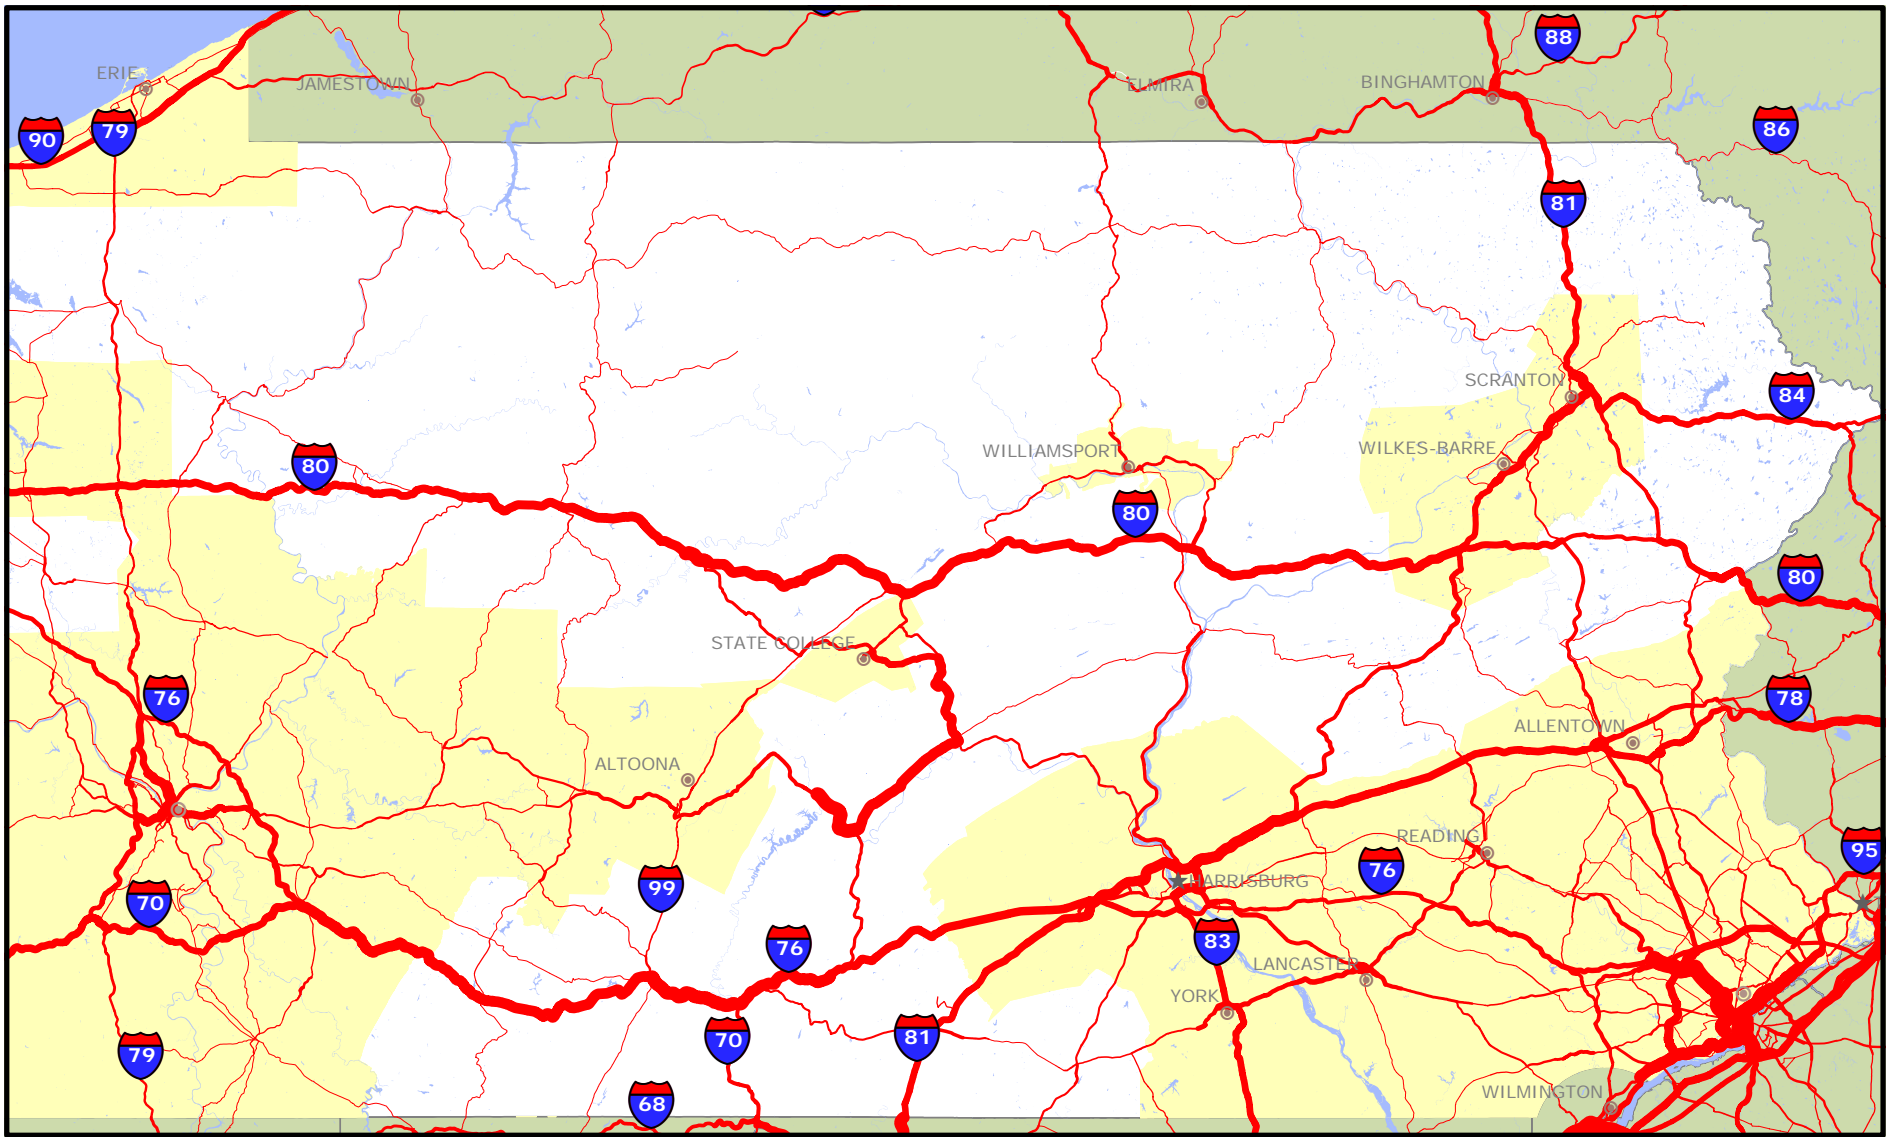 88
ERIE
JAMESTOWN
ELMIRA
BINGHAMTON
90
79
86
81
SCRANTON
84
WILLIAMSPORT
WILKES-BARRE
80
80
80
STATE COLLEGE
76
78
ALLENTOWN
ALTOONA
READING
95
76
99
HARRISBURG
70
83
76
LANCASTER
YORK
70
81
79
68
WILMINGTON